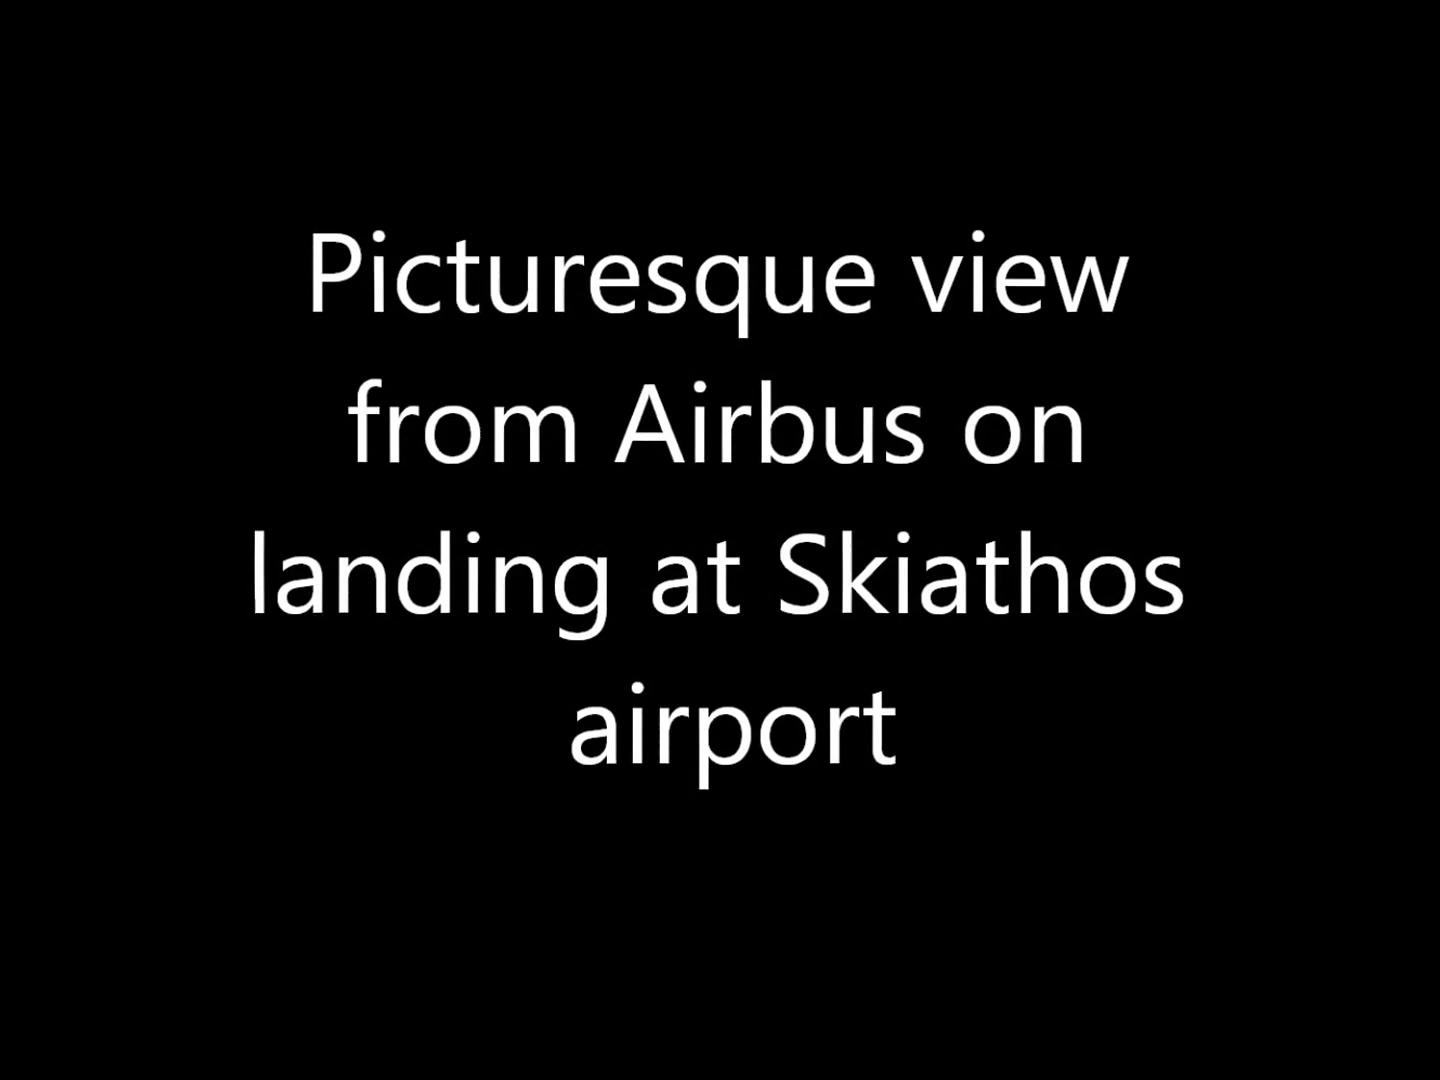 Picturesque view
from Airbus on
landing at Skiathos
airport